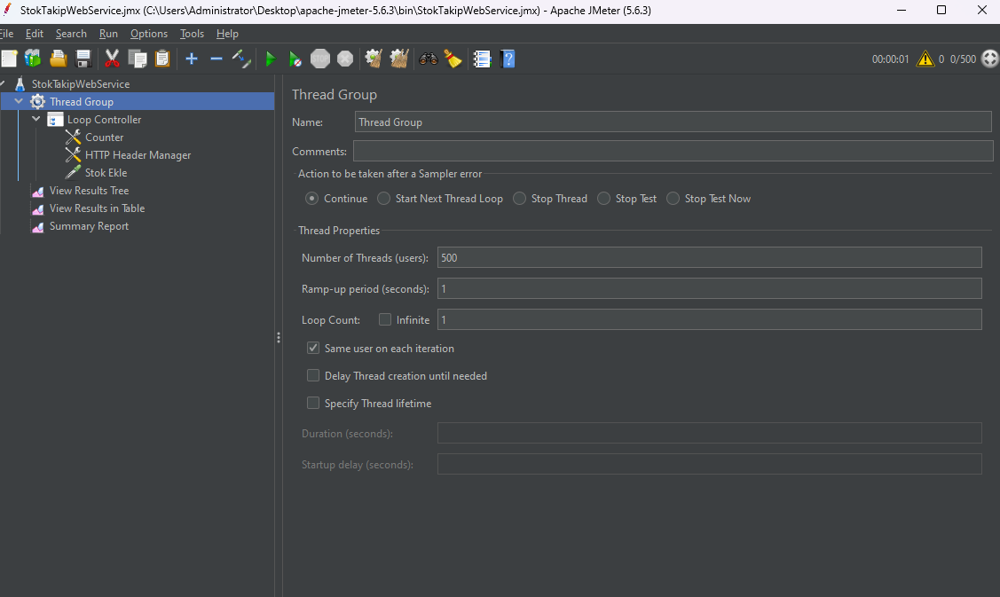 StokTakipWebService.jmx (C:\Users\Administrator\Desktop\apache-jmeter-5.6.3\bin\StokTakipWebService.jmx) - Apache JMeter (5.6.3)
File Edit Search Run Options Tools Help
00:00:01 0 0/500
StokTakipWebService
Thread Group
Loop Controller
Counter
HTTP Header Manager
Stok Ekle
View Results Tree
View Results in Table
Summary Report
Thread Group
Name: Thread Group
Comments:
Action to be taken after a Sampler error
Continue Start Next Thread Loop Stop Thread Stop Test Stop Test Now
Thread Properties
Number of Threads (users): 500
Ramp-up period (seconds): 1
Loop Count: Infinite 1
Same user on each iteration
Delay Thread creation until needed
Specify Thread lifetime
Duration (seconds):
Startup delay (seconds):